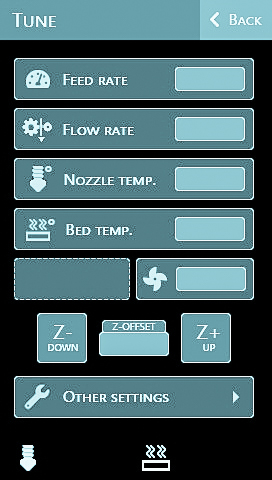 Tune
Back
Feed rate
Flow rate
Nozzle temp.
Bed temp.
Z-
DOWN
Z-OFFSET
Z+
UP
Other settings